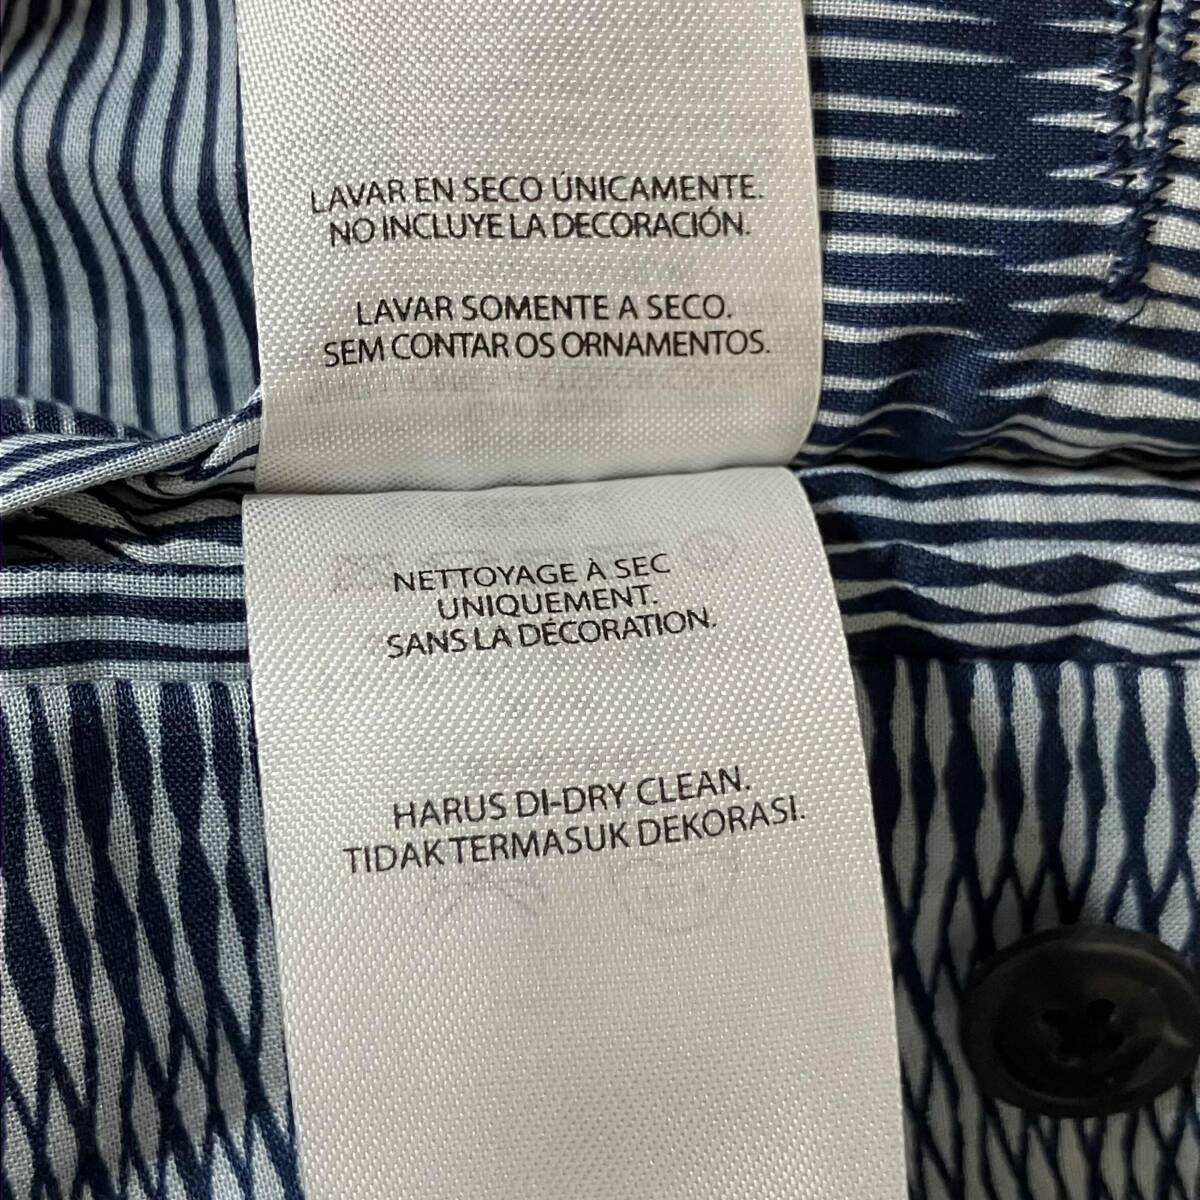 LAVAR EN SECO ÚNICAMENTE.
NO INCLUYE LA DECORACIÓN.
LAVAR SOMENTE A SECO.
SEM CONTAR OS ORNAMENTOS.
NETTOYAGE À SEC
UNIQUEMENT.
SANS LA DÉCORATION.
HARUS DI-DRY CLEAN.
TIDAK TERMASUK DEKORASI.